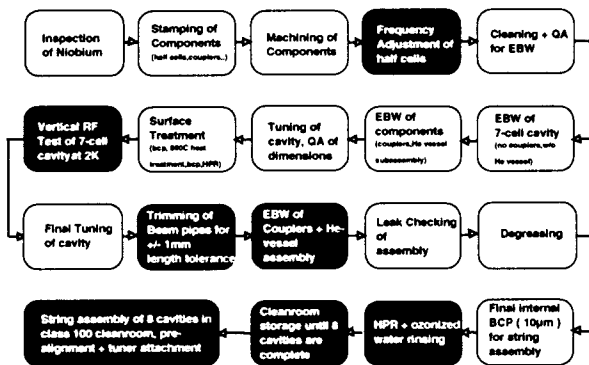 Inspection
of Niobium
Stamping of
Components
(half cells,couplers,.)
Machining of
Components
Frequency
Adjustment of
half cells
Cleaning + QA
for EBW
Vertical RF
Test of 7-cell
cavity at 2K
Surface
Treatment
(bcp, 800C heat
treatment,bcp,HPR)
Tuning of
cavity, QA of
dimensions
EBW of
components
(couplers,He vessel
subassembly)
EBW of
7-cell cavity
(no couplers,w/o
He vessel)
Final Tuning
of cavity
Trimming of
Beam pipes for
+/- 1mm
length tolerance
EBW of
Couplers + He-
vessel
assembly
Leak Checking
of
assembly
Degreasing
String assembly of 8 cavities in
class 100 cleanroom, pre-
alignment + tuner attachment
Cleanroom
storage until 8
cavities are
complete
HPR + ozonized
water rinsing
Final internal
BCP ( 10µm )
for string
assembly